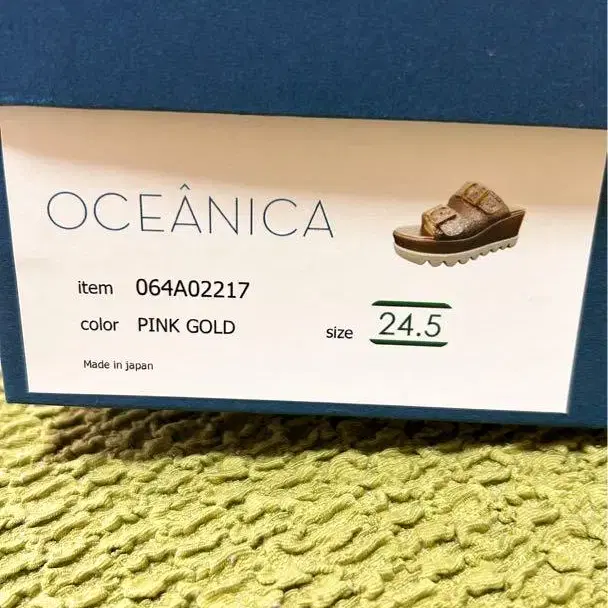 OCEÂNICA
item 064A02217
color PINK GOLD
size 24.5
Made in japan